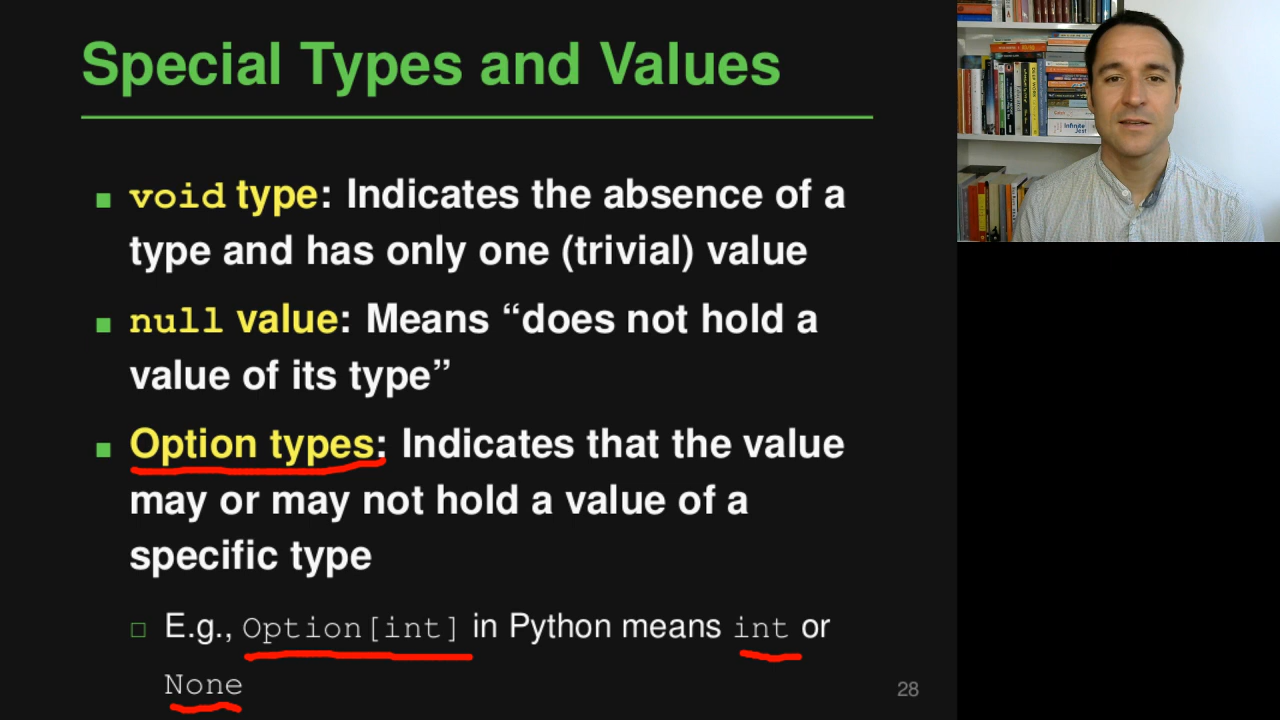 Special Types and Values
void type: Indicates the absence of a
type and has only one (trivial) value
null value: Means “does not hold a
value of its type”
Option types: Indicates that the value
may or may not hold a value of a
specific type
E.g., Option[int] in Python means int or
None
28
Infinite
Jest